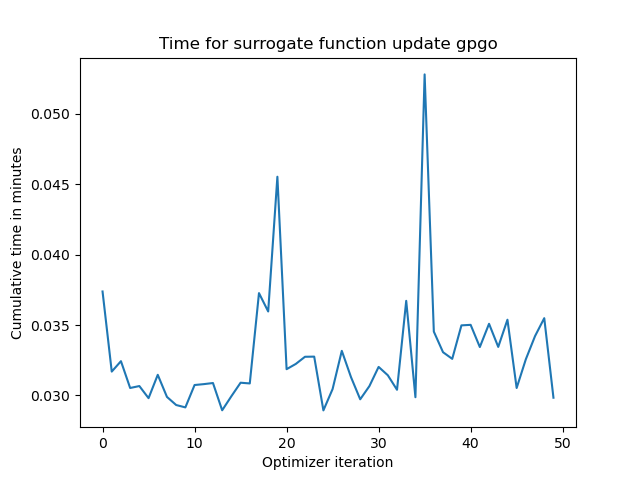 Time for surrogate function update gpgo
Cumulative time in minutes
0.050
0.045
0.040
0.035
0.030
0 10 20 30 40 50
Optimizer iteration